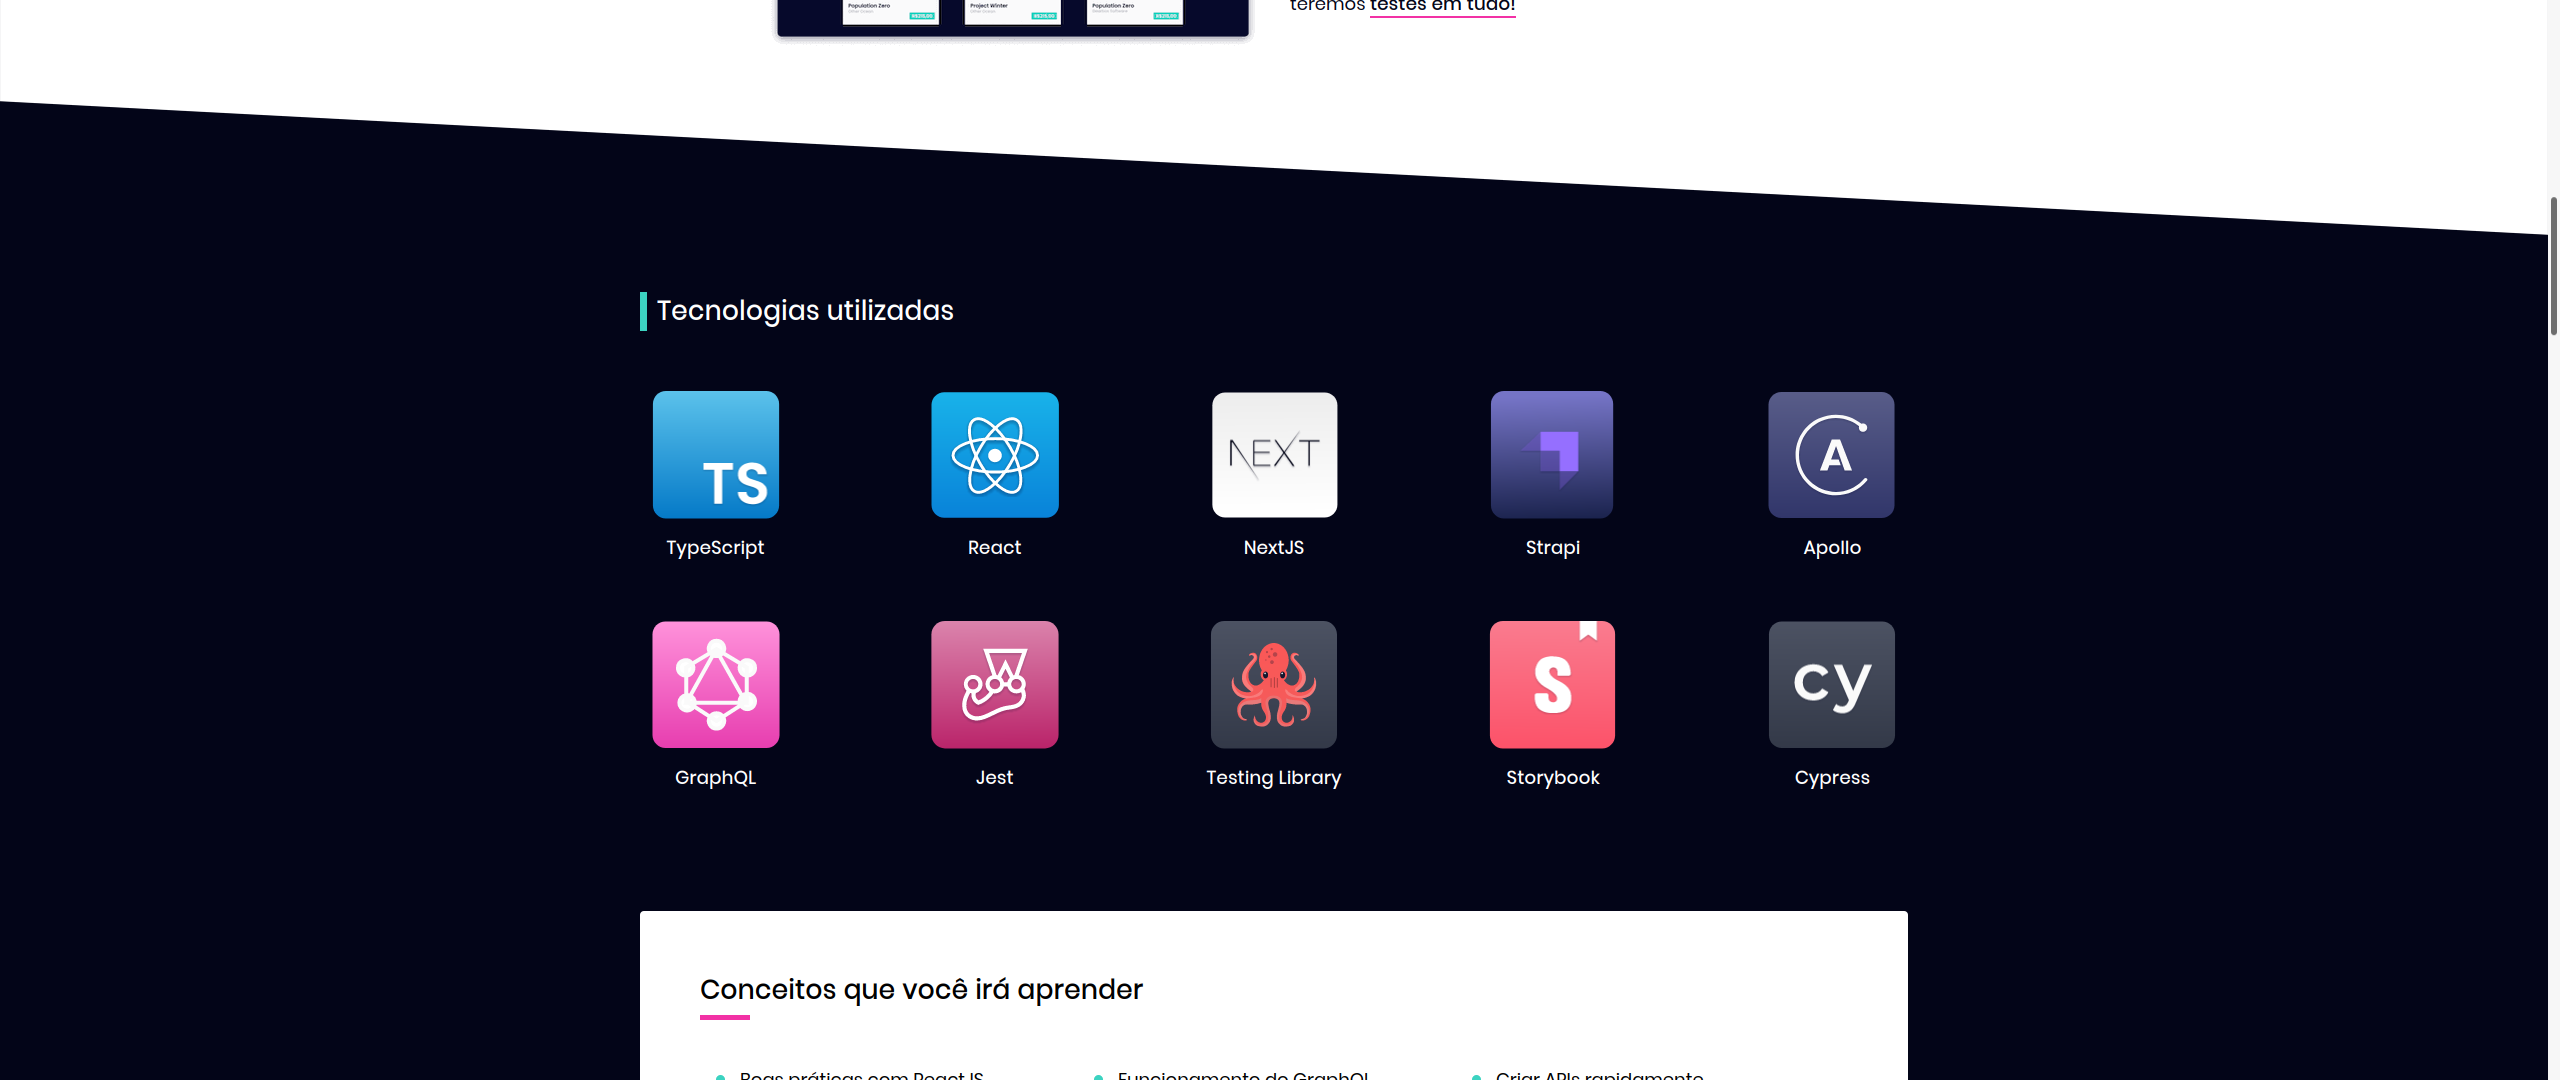 Population Zero
Project Winter
Population Zero
teremos testes em tudo!
Tecnologias utilizadas
TS
NEXT
A
TypeScript
React
NextJS
Strapi
Apollo
S
cy
GraphQL
Jest
Testing Library
Storybook
Cypress
Conceitos que você irá aprender
Boas práticas com ReactJS
Funcionamento do GraphQL
Criar APIs rapidamente